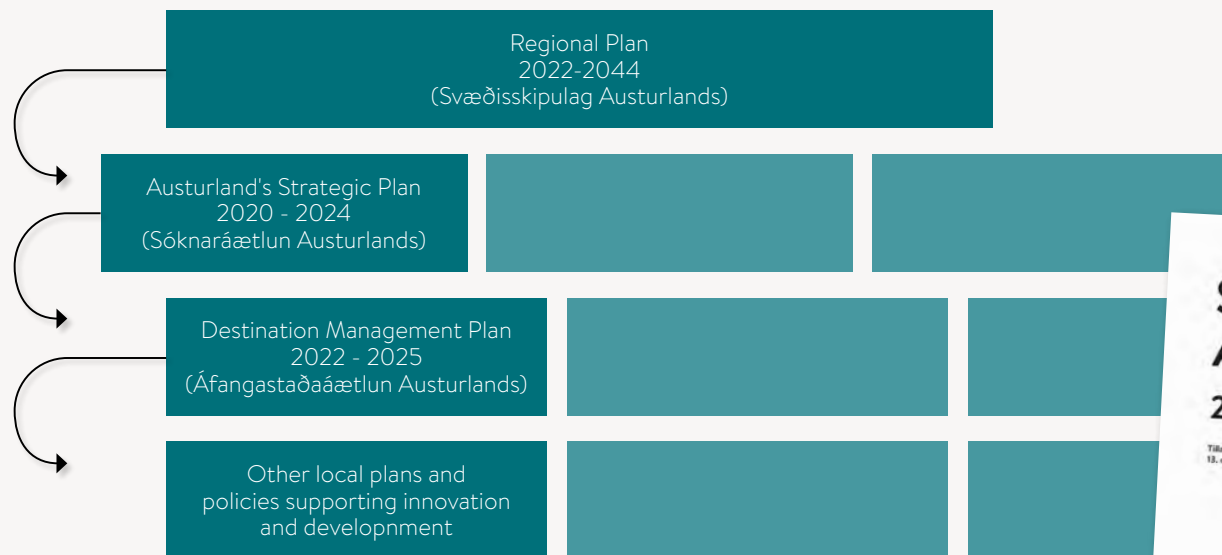 Regional Plan
2022-2044
(Svæðisskipulag Austurlands)
Austurland's Strategic Plan
2020 - 2024
(Sóknaráætlun Austurlands)
Destination Management Plan
2022 - 2025
(Áfangastaðaáætlun Austurlands)
Other local plans and
policies supporting innovation
and developnment